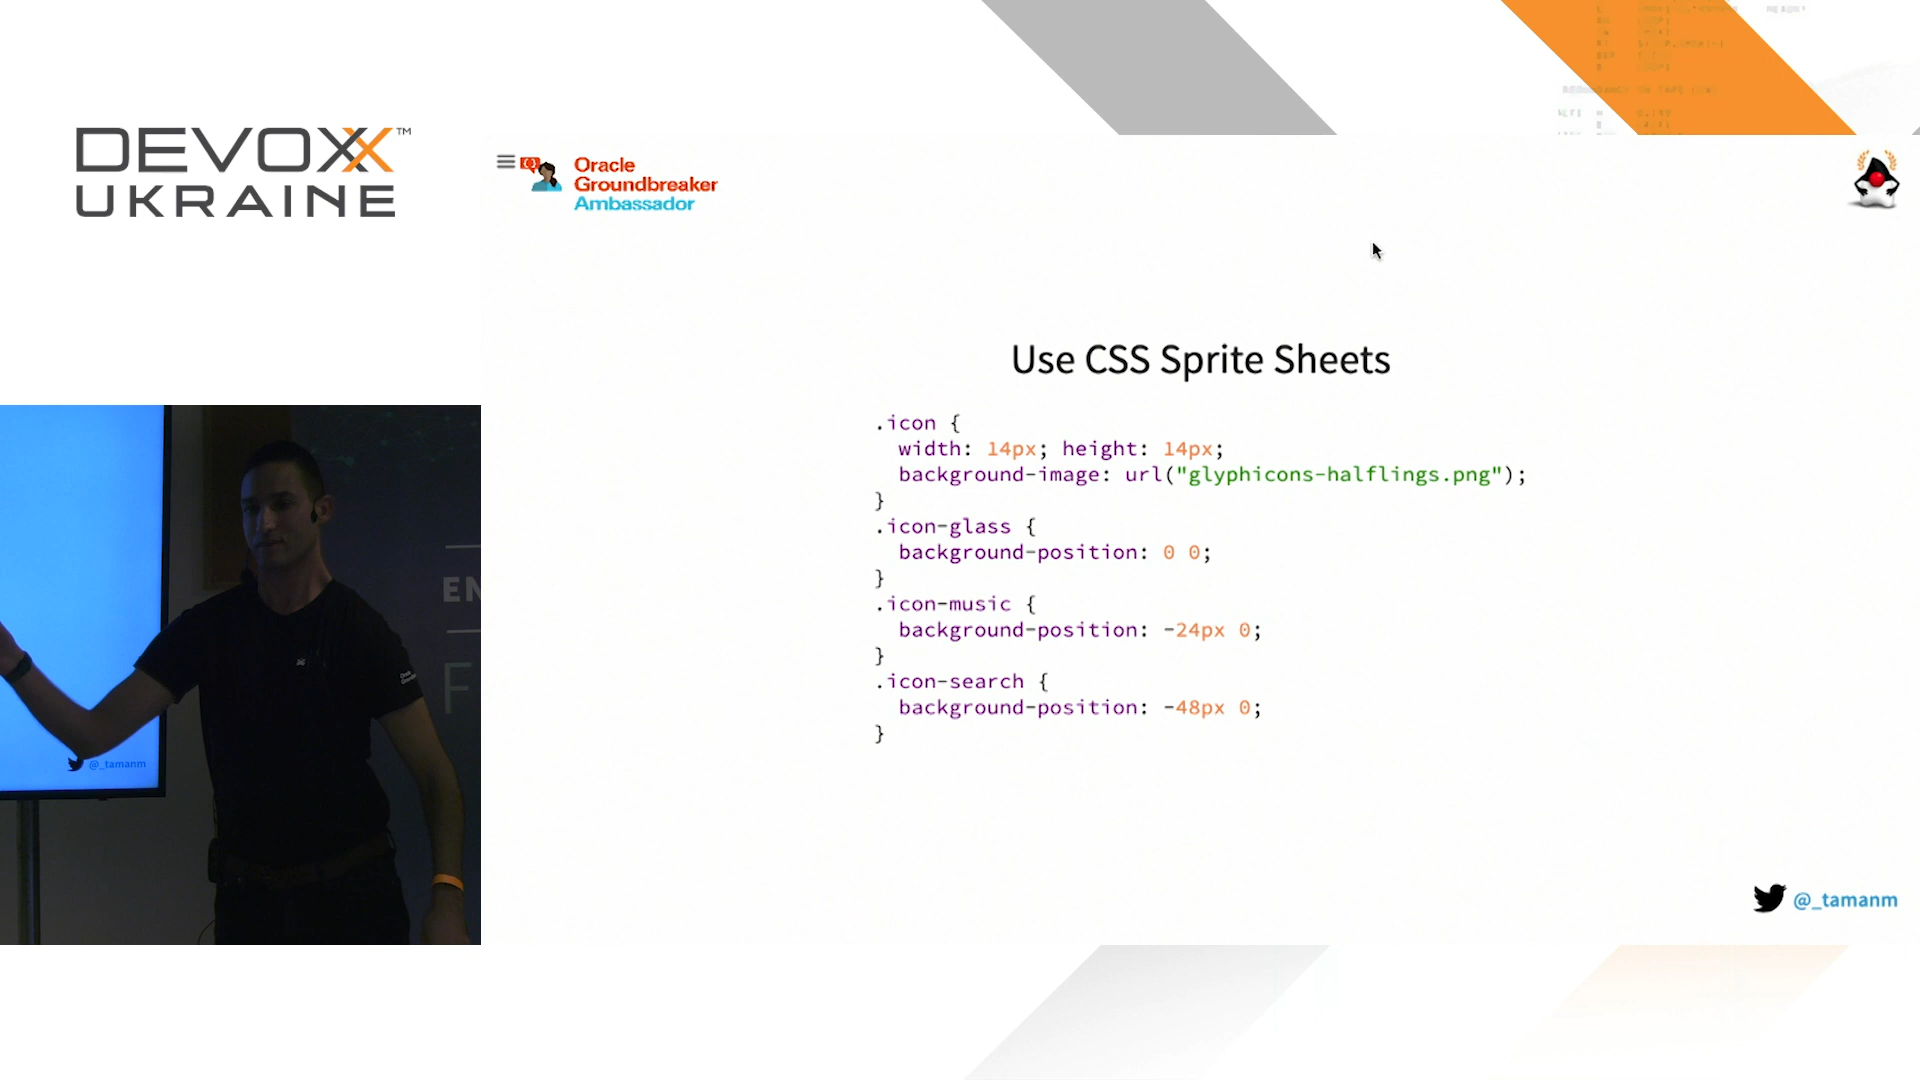 DEVOXX™
UKRAINE
Oracle
Groundbreaker
Ambassador
Use CSS Sprite Sheets
.icon {
width: 14px; height: 14px;
background-image: url("glyphicons-halflings.png");
}
.icon-glass {
background-position: 0 0;
}
.icon-music {
background-position: -24px 0;
}
.icon-search {
background-position: -48px 0;
}
@_tamanm
EN
F
@_tamanm